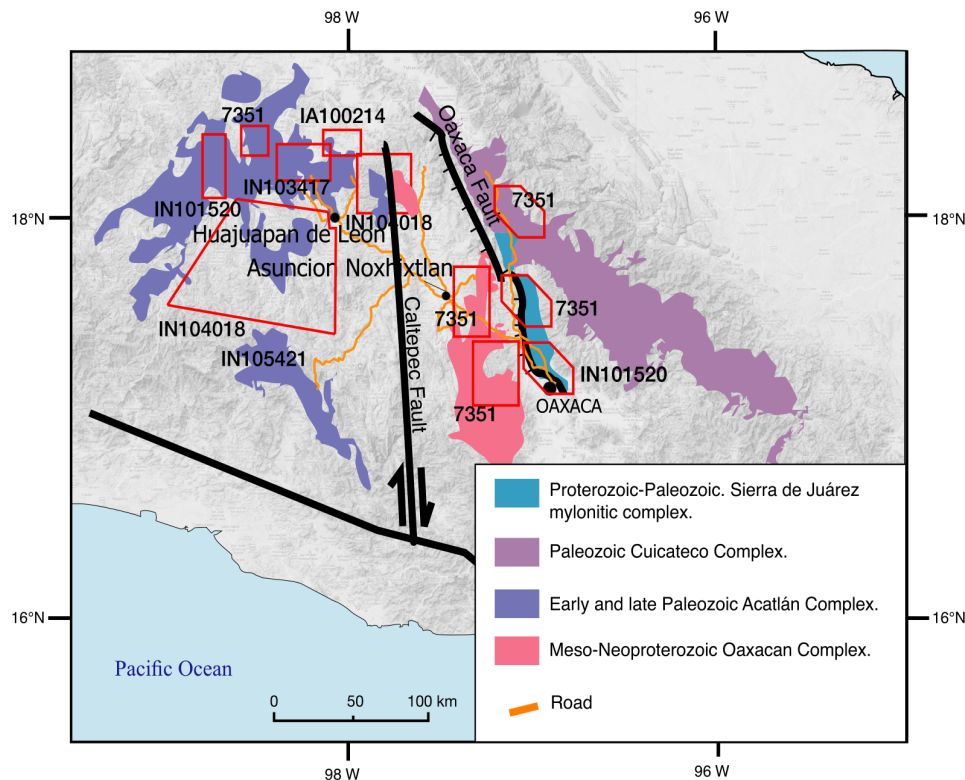 98 W
96 W
7351
IA100214
Oaxaca Fault
IN103417
7351
IN101520
18°N
IN104018
18°N
Huajuapan de León
Asuncion Noxhixtlan
7351
7351
IN104018
Caltepec Fault
IN105421
IN101520
7351
OAXACA
Proterozoic-Paleozoic. Sierra de Juárez
mylonitic complex.
Paleozoic Cuicateco Complex.
Early and late Paleozoic Acatlán Complex.
16°N
16°N
Meso-Neoproterozoic Oaxacan Complex.
Pacific Ocean
Road
0
50
100 km
98 W
96 W